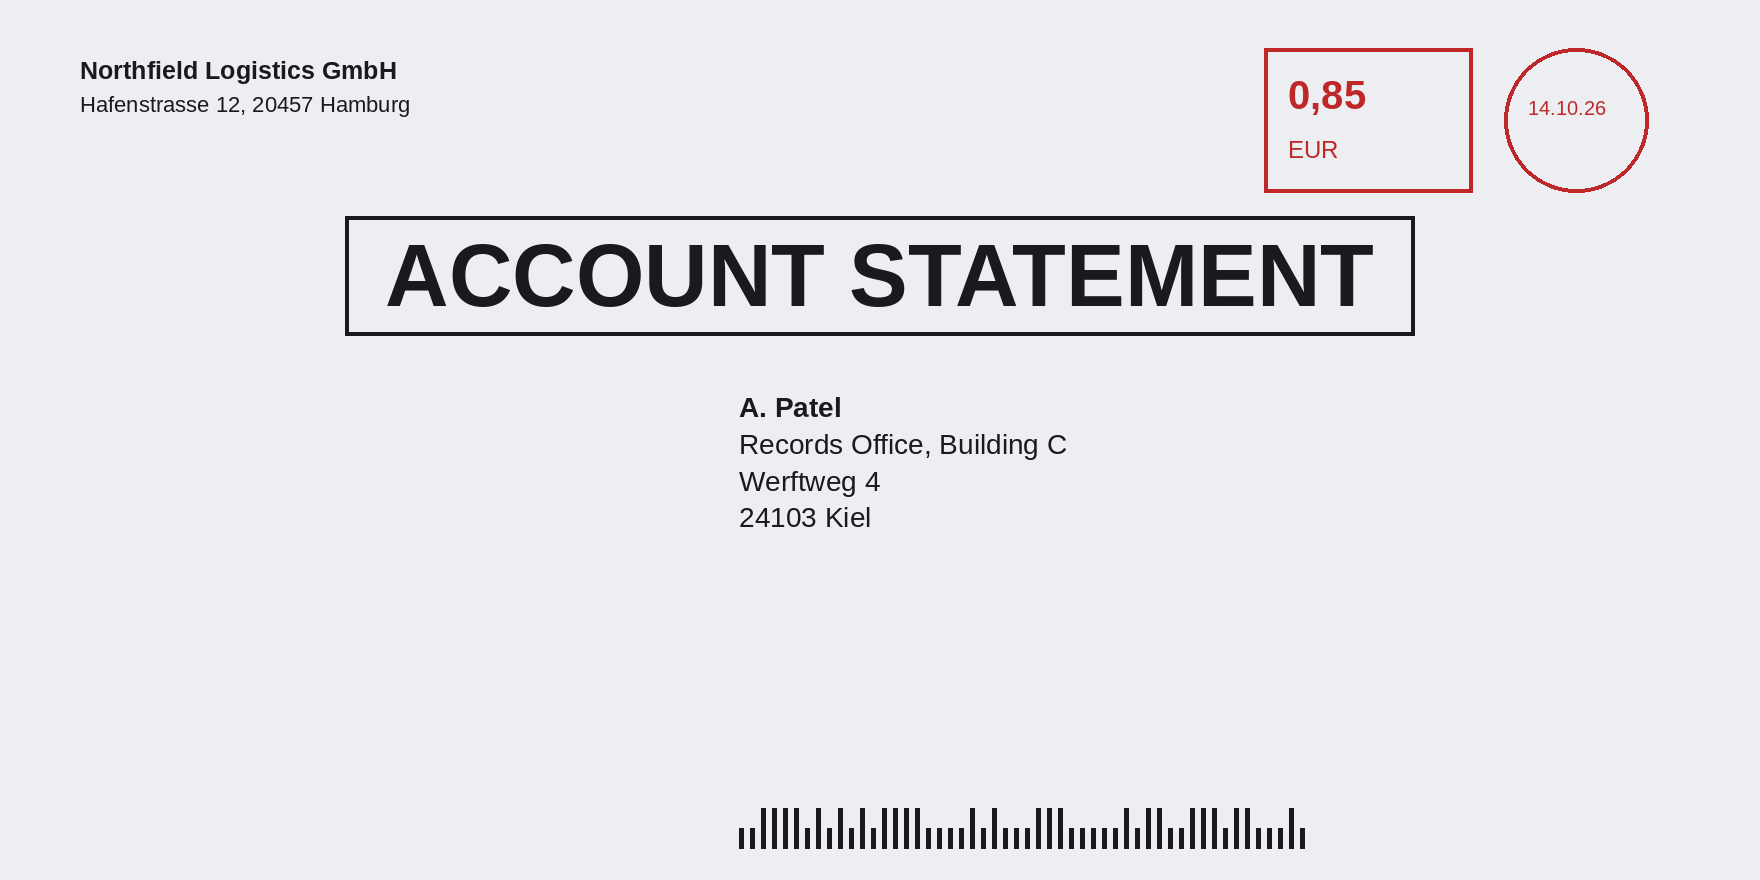 Northfield Logistics GmbH
Hafenstrasse 12, 20457 Hamburg
0,85
EUR
14.10.26
ACCOUNT STATEMENT
A. Patel
Records Office, Building C
Werftweg 4
24103 Kiel